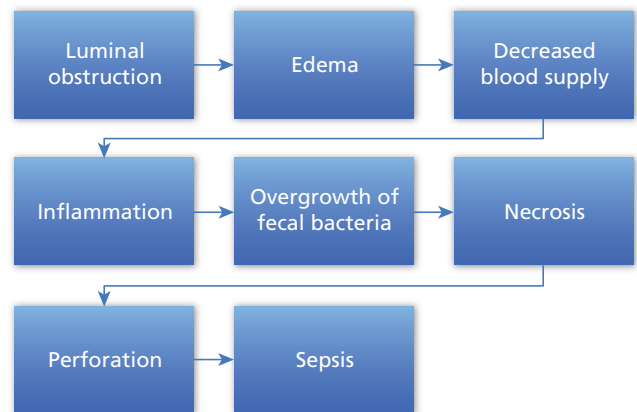 Luminal
obstruction
Edema
Decreased
blood supply
Inflammation
Overgrowth of
fecal bacteria
Necrosis
Perforation
Sepsis